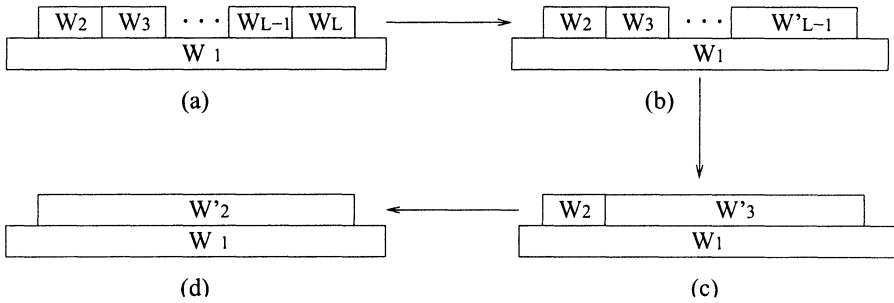 W2 W3 · · · WL−1 WL
W 1
(a)
W2 W3 · · · W'L−1
W1
(b)
W'2
W 1
(d)
W2 W'3
W1
(c)